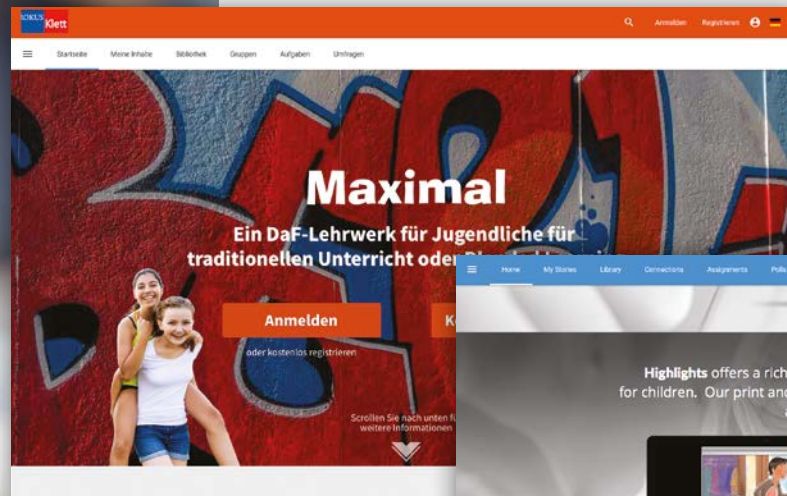 LOKUS Klett
Anmelden Registrieren
Startseite Meine Inhalte Bibliothek Gruppen Aufgaben Umfragen
Maximal
Ein DaF-Lehrwerk für Jugendliche für
traditionellen Unterricht oder
Anmelden
oder kostenlos registrieren
Scrollen Sie nach unten
weitere Informationen
Home My Stories Library Connections Assignments Polls
Highlights offers a rich
for children. Our print and